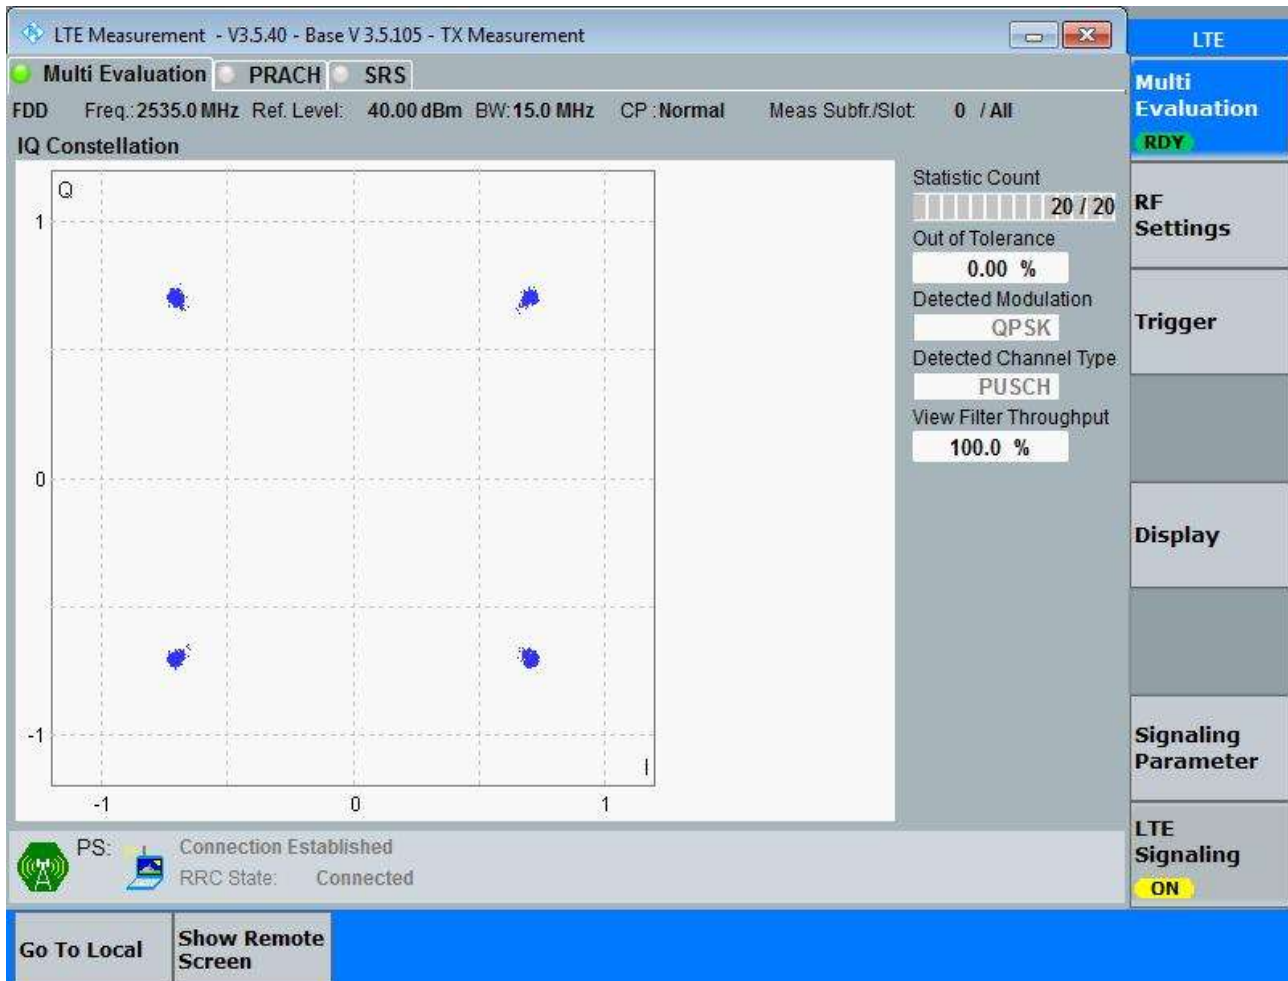 LTE Measurement - V3.5.40 - Base V 3.5.105 - TX Measurement
LTE
Multi Evaluation PRACH SRS
FDD Freq.: 2535.0 MHz Ref. Level: 40.00 dBm BW: 15.0 MHz CP : Normal Meas Subfr./Slot: 0 / All
IQ Constellation
Q
1
0
-1
I
-1 0 1
Statistic Count
20 / 20
Out of Tolerance
0.00 %
Detected Modulation
QPSK
Detected Channel Type
PUSCH
View Filter Throughput
100.0 %
Multi
Evaluation
RDY
RF
Settings
Trigger
Display
Signaling
Parameter
LTE
Signaling
ON
PS: Connection Established
RRC State: Connected
Go To Local
Show Remote
Screen